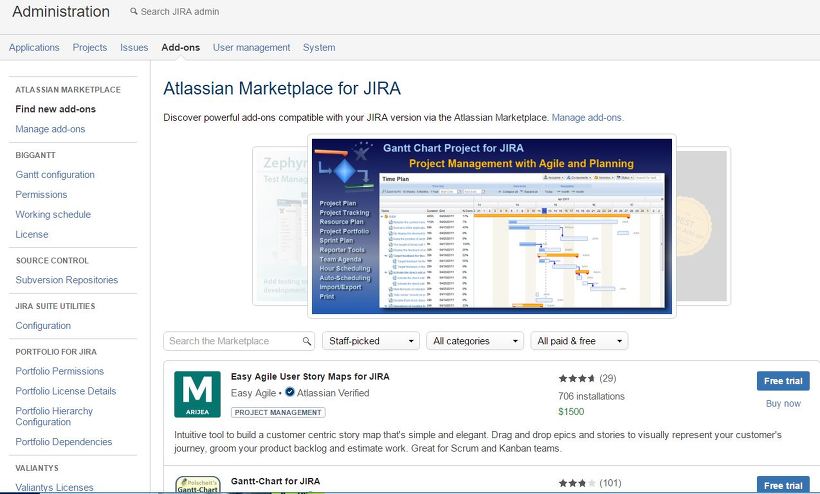 Administration
Search JIRA admin
Applications Projects Issues Add-ons User management System
ATLASSIAN MARKETPLACE
Find new add-ons
Manage add-ons
BIGGANTT
Gantt configuration
Permissions
Working schedule
License
SOURCE CONTROL
Subversion Repositories
JIRA SUITE UTILITIES
Configuration
PORTFOLIO FOR JIRA
Portfolio Permissions
Portfolio License Details
Portfolio Hierarchy
Configuration
Portfolio Dependencies
VALIANTYS
Valiantys Licenses
Atlassian Marketplace for JIRA
Discover powerful add-ons compatible with your JIRA version via the Atlassian Marketplace. Manage add-ons.
Zephyr
Test Manag
Add testing to
development
Gantt Chart Project for JIRA
Project Management with Agile and Planning
Project Plan
Project Tracking
Resource Plan
Project Portfolio
Sprint Plan
Reporter Tools
Team Agenda
Hour Scheduling
Auto-Scheduling
Import/Export
Print
Time Plan
BEST
Search the Marketplace
Staff-picked
All categories
All paid & free
M
ARIJEA
Easy Agile User Story Maps for JIRA
Easy Agile • Atlassian Verified
PROJECT MANAGEMENT
(29)
706 installations
$1500
Free trial
Buy now
Intuitive tool to build a customer centric story map that's simple and elegant. Drag and drop epics and stories to visually represent your customer's
journey, groom your product backlog and estimate work. Great for Scrum and Kanban teams.
Polscheit's
Gantt-Chart
Gantt-Chart for JIRA
(101)
Free trial